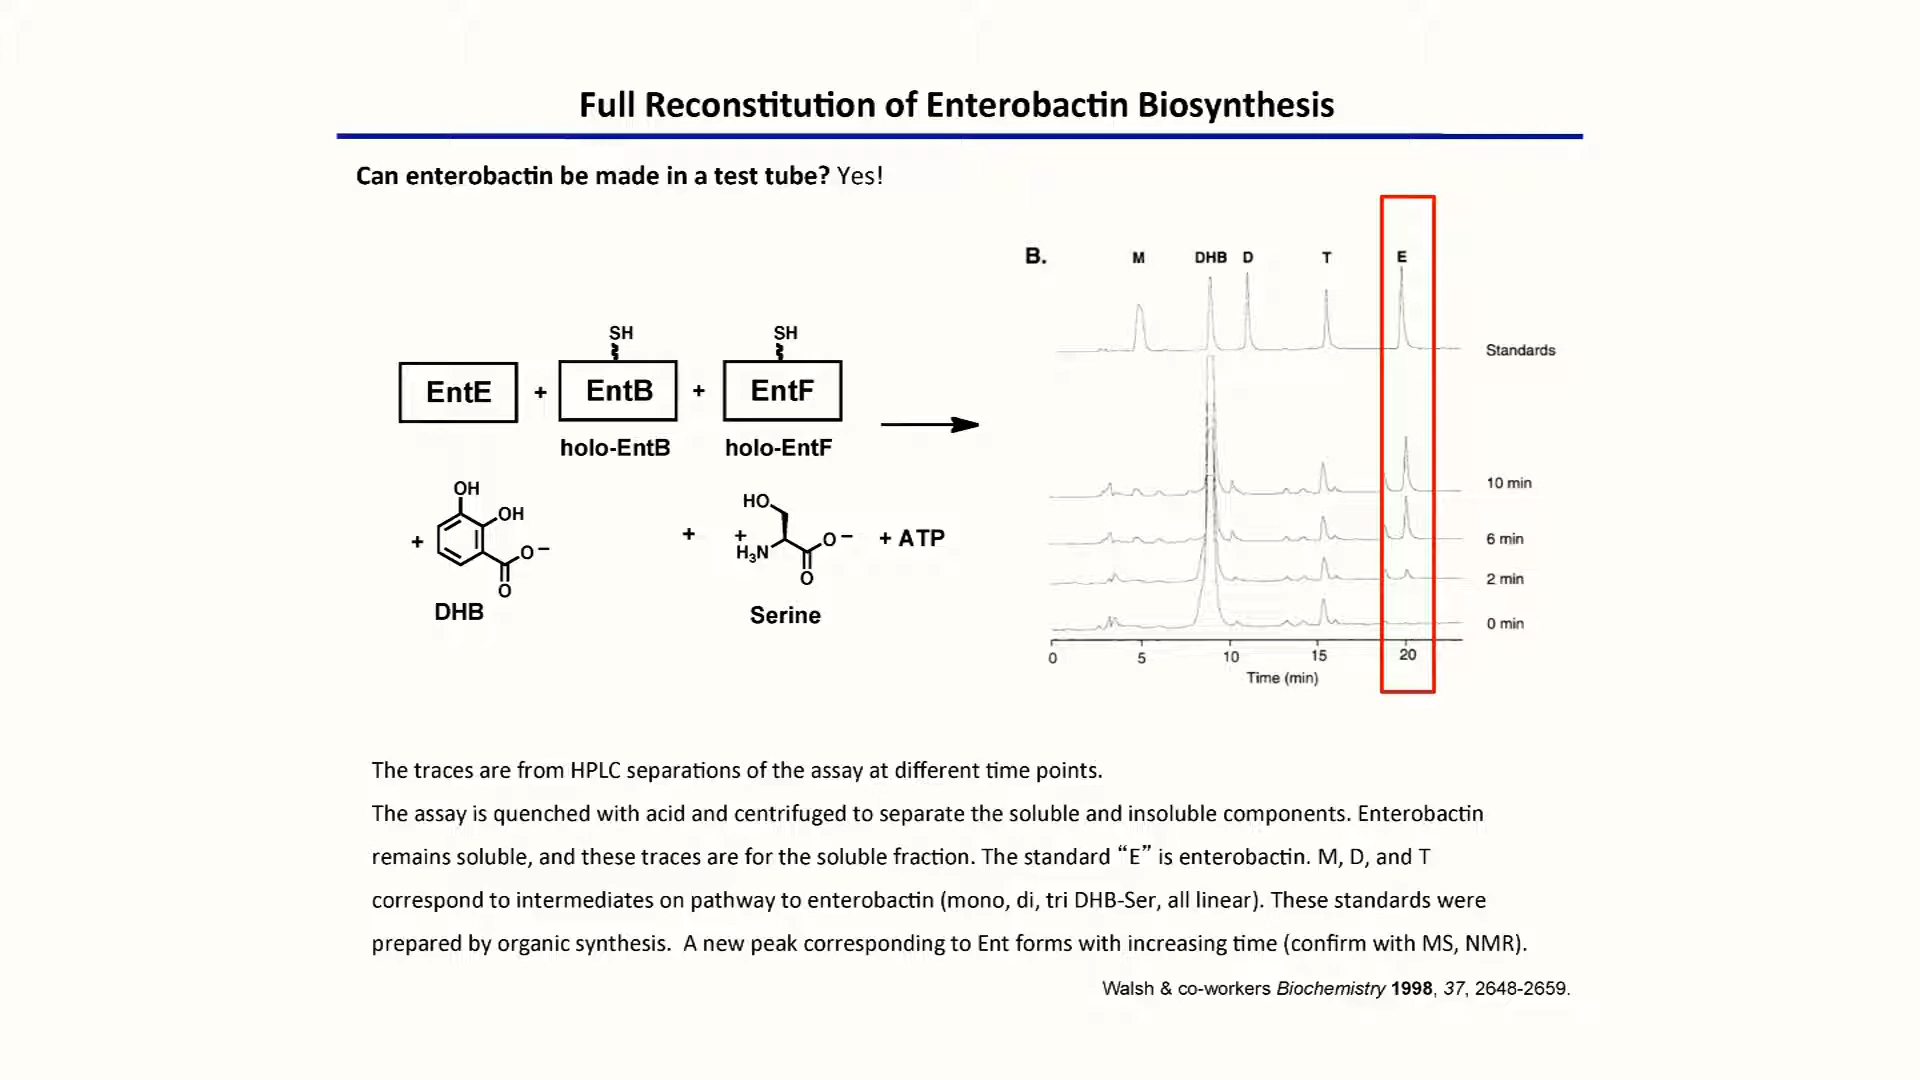 Full Reconstitution of Enterobactin Biosynthesis
Can enterobactin be made in a test tube? Yes!
B.
M DHB D T E
Standards
SH SH
EntE + EntB + EntF
holo-EntB holo-EntF
10 min
6 min
2 min
0 min
OH
OH
+
O–
O
DHB
+
HO
+
H₃N
O–
O
Serine
+ ATP
0 5 10 15 20
Time (min)
The traces are from HPLC separations of the assay at different time points.
The assay is quenched with acid and centrifuged to separate the soluble and insoluble components. Enterobactin
remains soluble, and these traces are for the soluble fraction. The standard “E” is enterobactin. M, D, and T
correspond to intermediates on pathway to enterobactin (mono, di, tri DHB-Ser, all linear). These standards were
prepared by organic synthesis. A new peak corresponding to Ent forms with increasing time (confirm with MS, NMR).
Walsh & co-workers Biochemistry 1998, 37, 2648-2659.